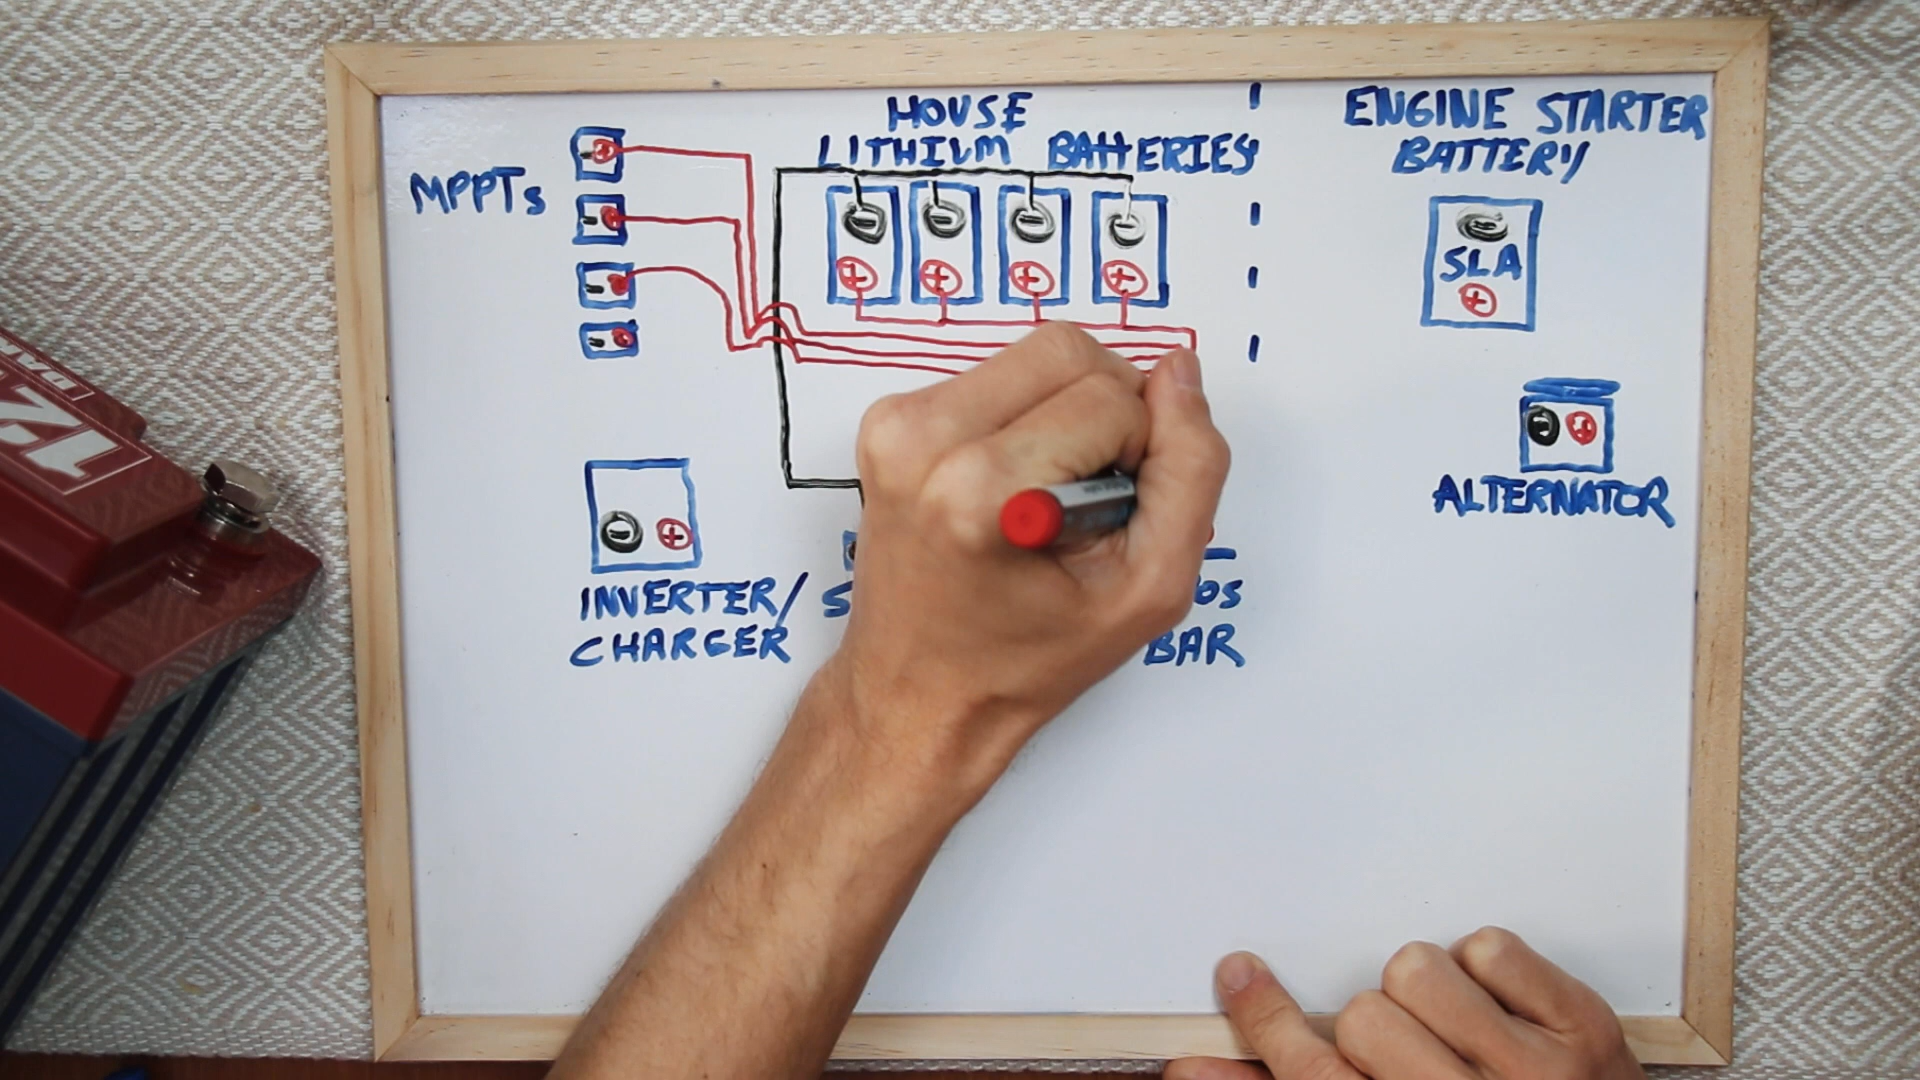 HOUSE
LITHIUM BATTERIES
ENGINE STARTER
BATTERY
MPPTs
SLA
ALTERNATOR
INVERTER/
CHARGER
BAR